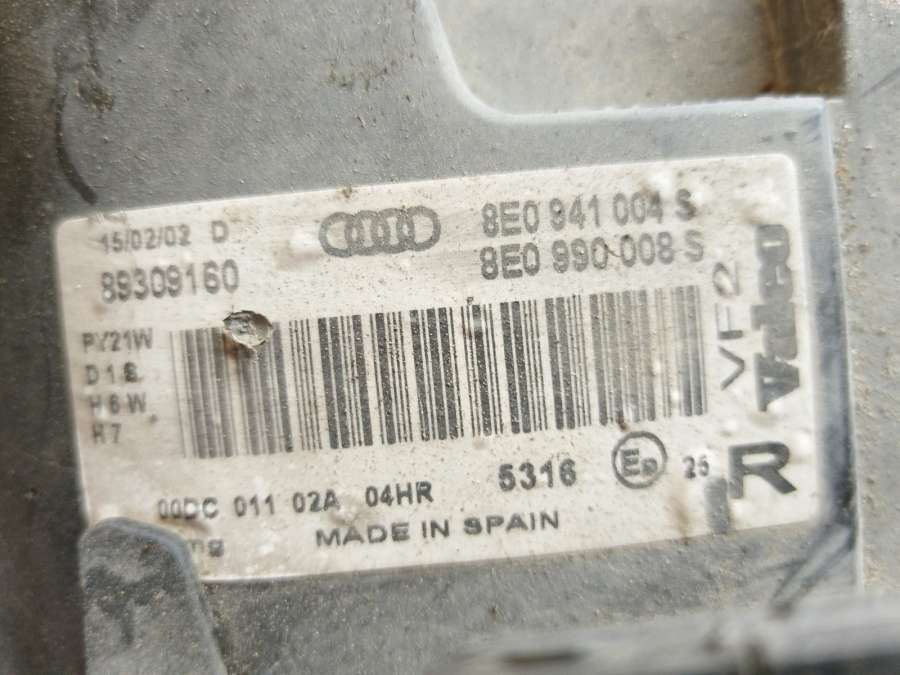 15/02/02 D
8E0 941 004 S
89309160
8E0 990 008 S
PY21W
D1S
H6W
H7
VF2
Valeo
00DC 011 02A 04HR
5316
E9
25
R
MADE IN SPAIN